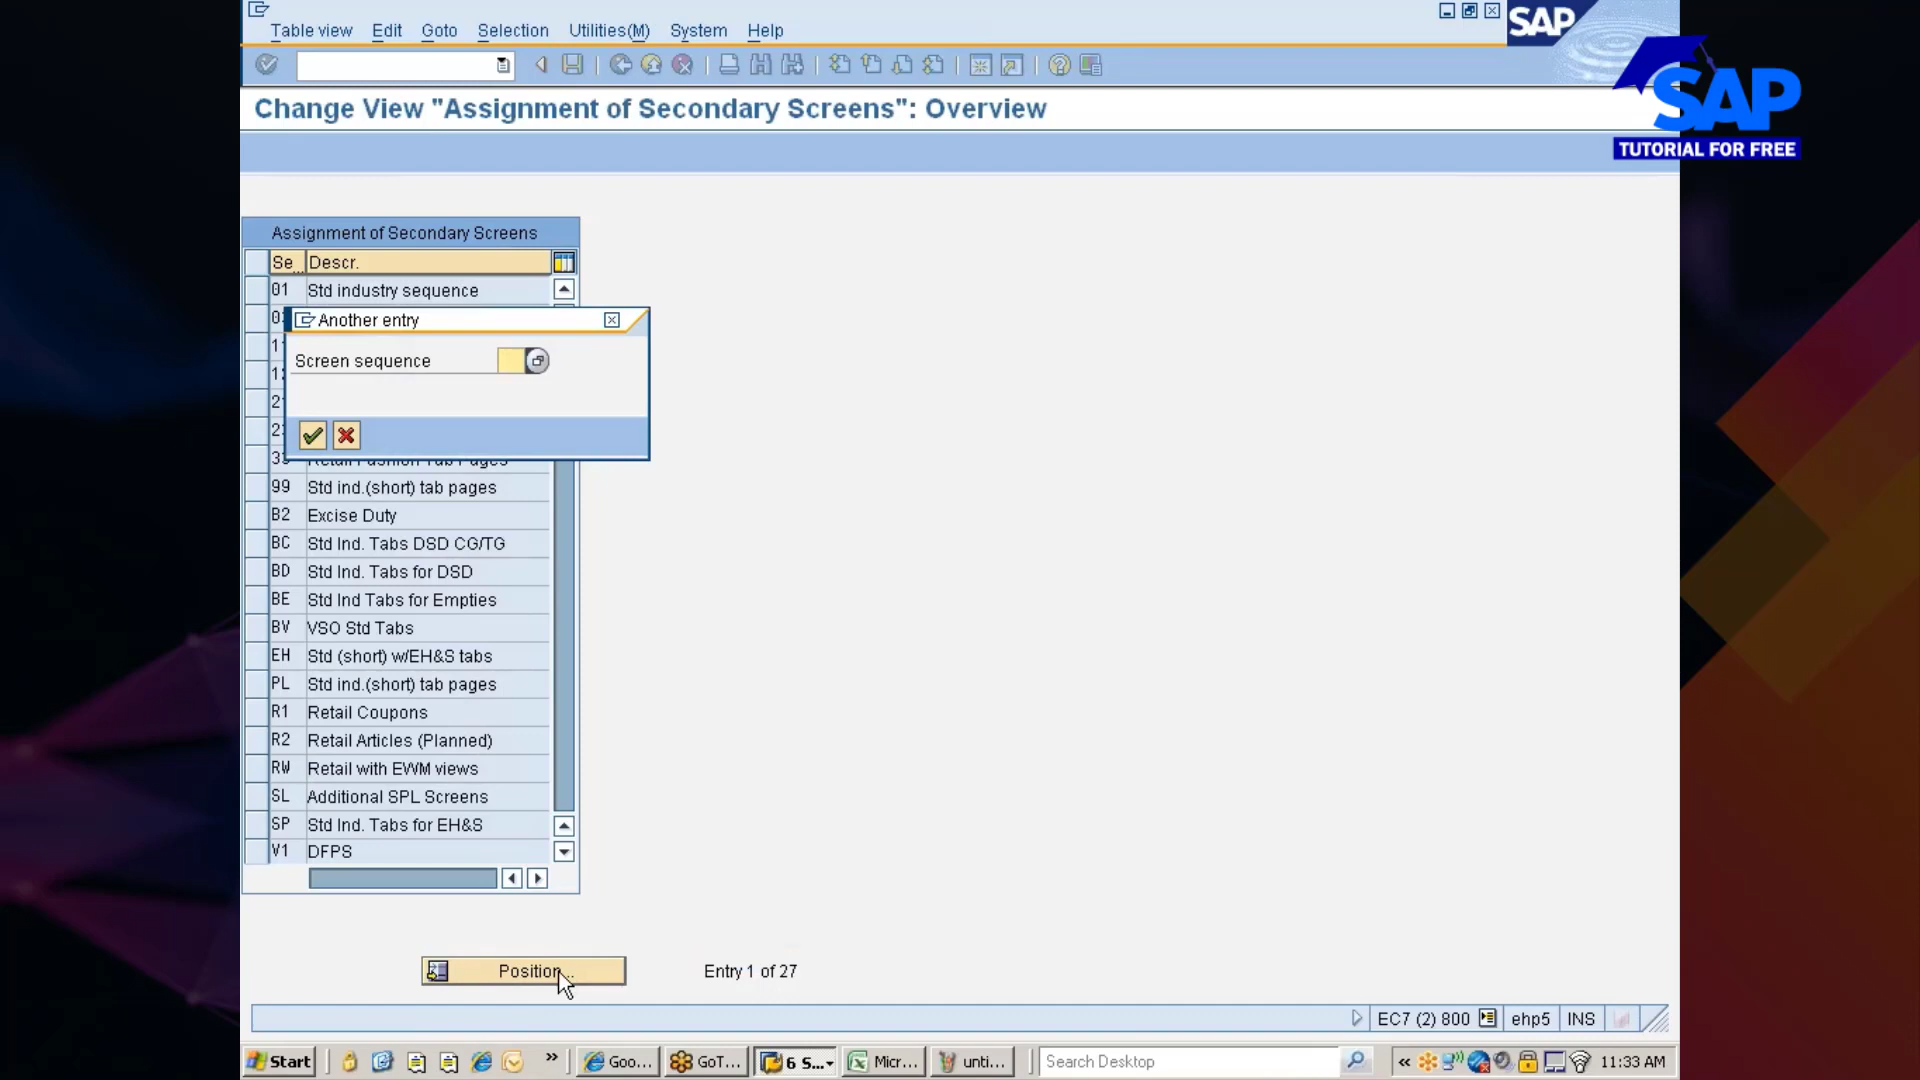 Table view Edit Goto Selection Utilities(M) System Help
SAP
SAP
TUTORIAL FOR FREE
Change View "Assignment of Secondary Screens": Overview
Assignment of Secondary Screens
Se... Descr.
01 Std industry sequence
Another entry
Screen sequence
99 Std ind.(short) tab pages
B2 Excise Duty
BC Std Ind. Tabs DSD CG/TG
BD Std Ind. Tabs for DSD
BE Std Ind Tabs for Empties
BV VSO Std Tabs
EH Std (short) w/EH&S tabs
PL Std ind.(short) tab pages
R1 Retail Coupons
R2 Retail Articles (Planned)
RW Retail with EWM views
SL Additional SPL Screens
SP Std Ind. Tabs for EH&S
V1 DFPS
Position... Entry 1 of 27
EC7 (2) 800 ehp5 INS
Start » Goo... GoT... 6 S... Micr... unti... Search Desktop « 11:33 AM